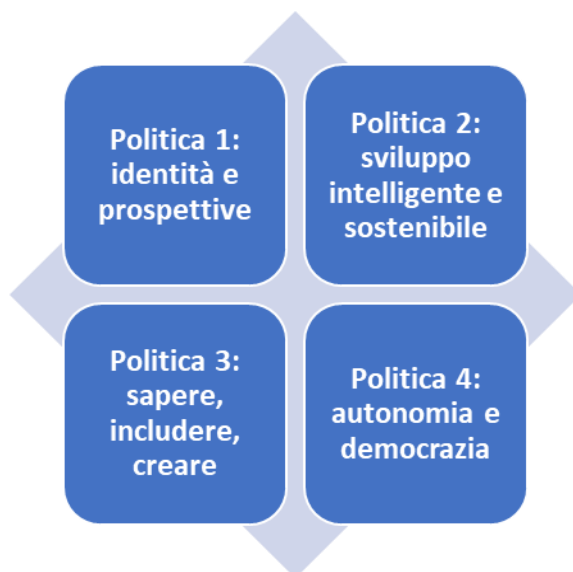 Politica 1:
identità e
prospettive
Politica 2:
sviluppo
intelligente e
sostenibile
Politica 3:
sapere,
includere,
creare
Politica 4:
autonomia e
democrazia